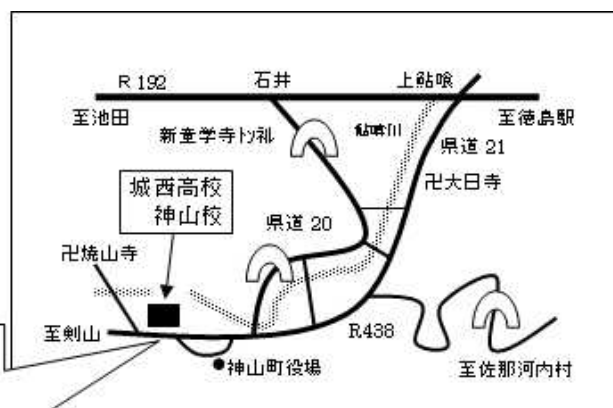 R 192
石井
上鮎喰
至池田
至徳島駅
新童学寺トンネル
鮎喰川
県道 21
卍大日寺
城西高校
神山校
県道 20
卍焼山寺
至剣山
R438
●神山町役場
至佐那河内村